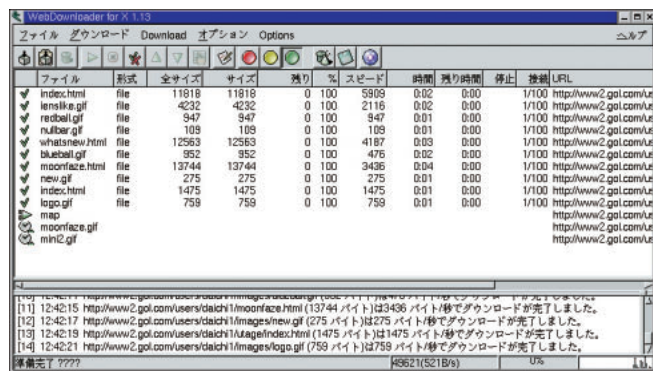 WebDownloader for X 1.13
ファイル ダウンロード Download オプション Options ヘルプ
ファイル 形式 全サイズ サイズ 残り % スピード 時間 残り時間 停止 接続 URL
index.html file 11818 11818 0 100 5909 0:02 0:00 1/100 http://www2.gol.com/us
lenslike.gif file 4232 4232 0 100 2116 0:02 0:00 1/100 http://www2.gol.com/us
redball.gif file 947 947 0 100 947 0:01 0:00 1/100 http://www2.gol.com/us
nullbar.gif file 109 109 0 100 109 0:01 0:00 1/100 http://www2.gol.com/us
whatsnew.html file 12563 12563 0 100 4187 0:03 0:00 1/100 http://www2.gol.com/us
blueball.gif file 952 952 0 100 476 0:02 0:00 1/100 http://www2.gol.com/us
moonfaze.html file 13744 13744 0 100 3436 0:04 0:00 1/100 http://www2.gol.com/us
new.gif file 275 275 0 100 275 0:01 0:00 1/100 http://www2.gol.com/us
index.html file 1475 1475 0 100 1475 0:01 0:00 1/100 http://www2.gol.com/us
logo.gif file 759 759 0 100 759 0:01 0:00 1/100 http://www2.gol.com/us
map http://www2.gol.com/us
moonfaze.gif http://www2.gol.com/us
mini2.gif http://www2.gol.com/us
[11] 12:42:15 http://www2.gol.com/users/daichi1/moonfaze.html (13744 バイト)は3436 バイト/秒でダウンロードが完了しました。
[12] 12:42:17 http://www2.gol.com/users/daichi1/images/new.gif (275 バイト)は275 バイト/秒でダウンロードが完了しました。
[13] 12:42:19 http://www2.gol.com/users/daichi1/utage/index.html (1475 バイト)は1475 バイト/秒でダウンロードが完了しました。
[14] 12:42:21 http://www2.gol.com/users/daichi1/images/logo.gif (759 バイト)は759 バイト/秒でダウンロードが完了しました。
準備完了 ???? 49621(521B/s) 0%